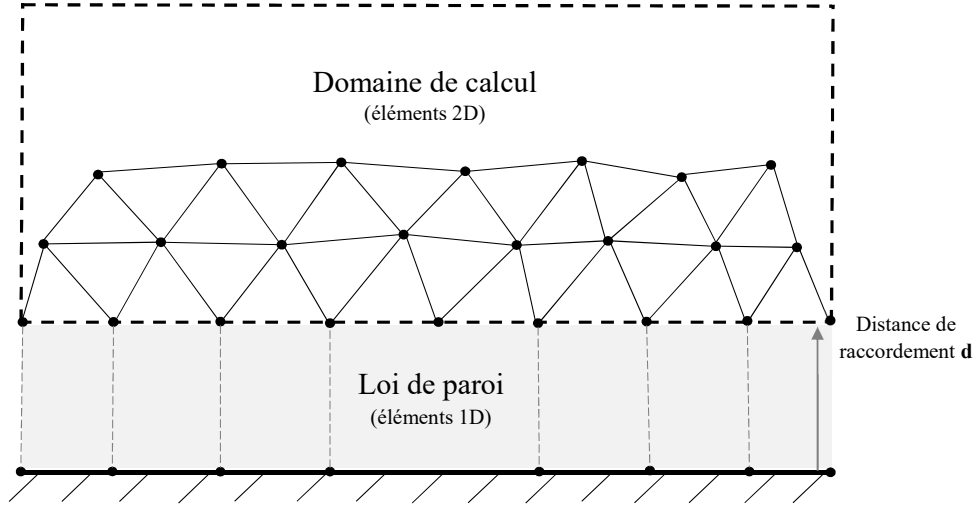 Domaine de calcul
(éléments 2D)
Distance de
raccordement d
Loi de paroi
(éléments 1D)